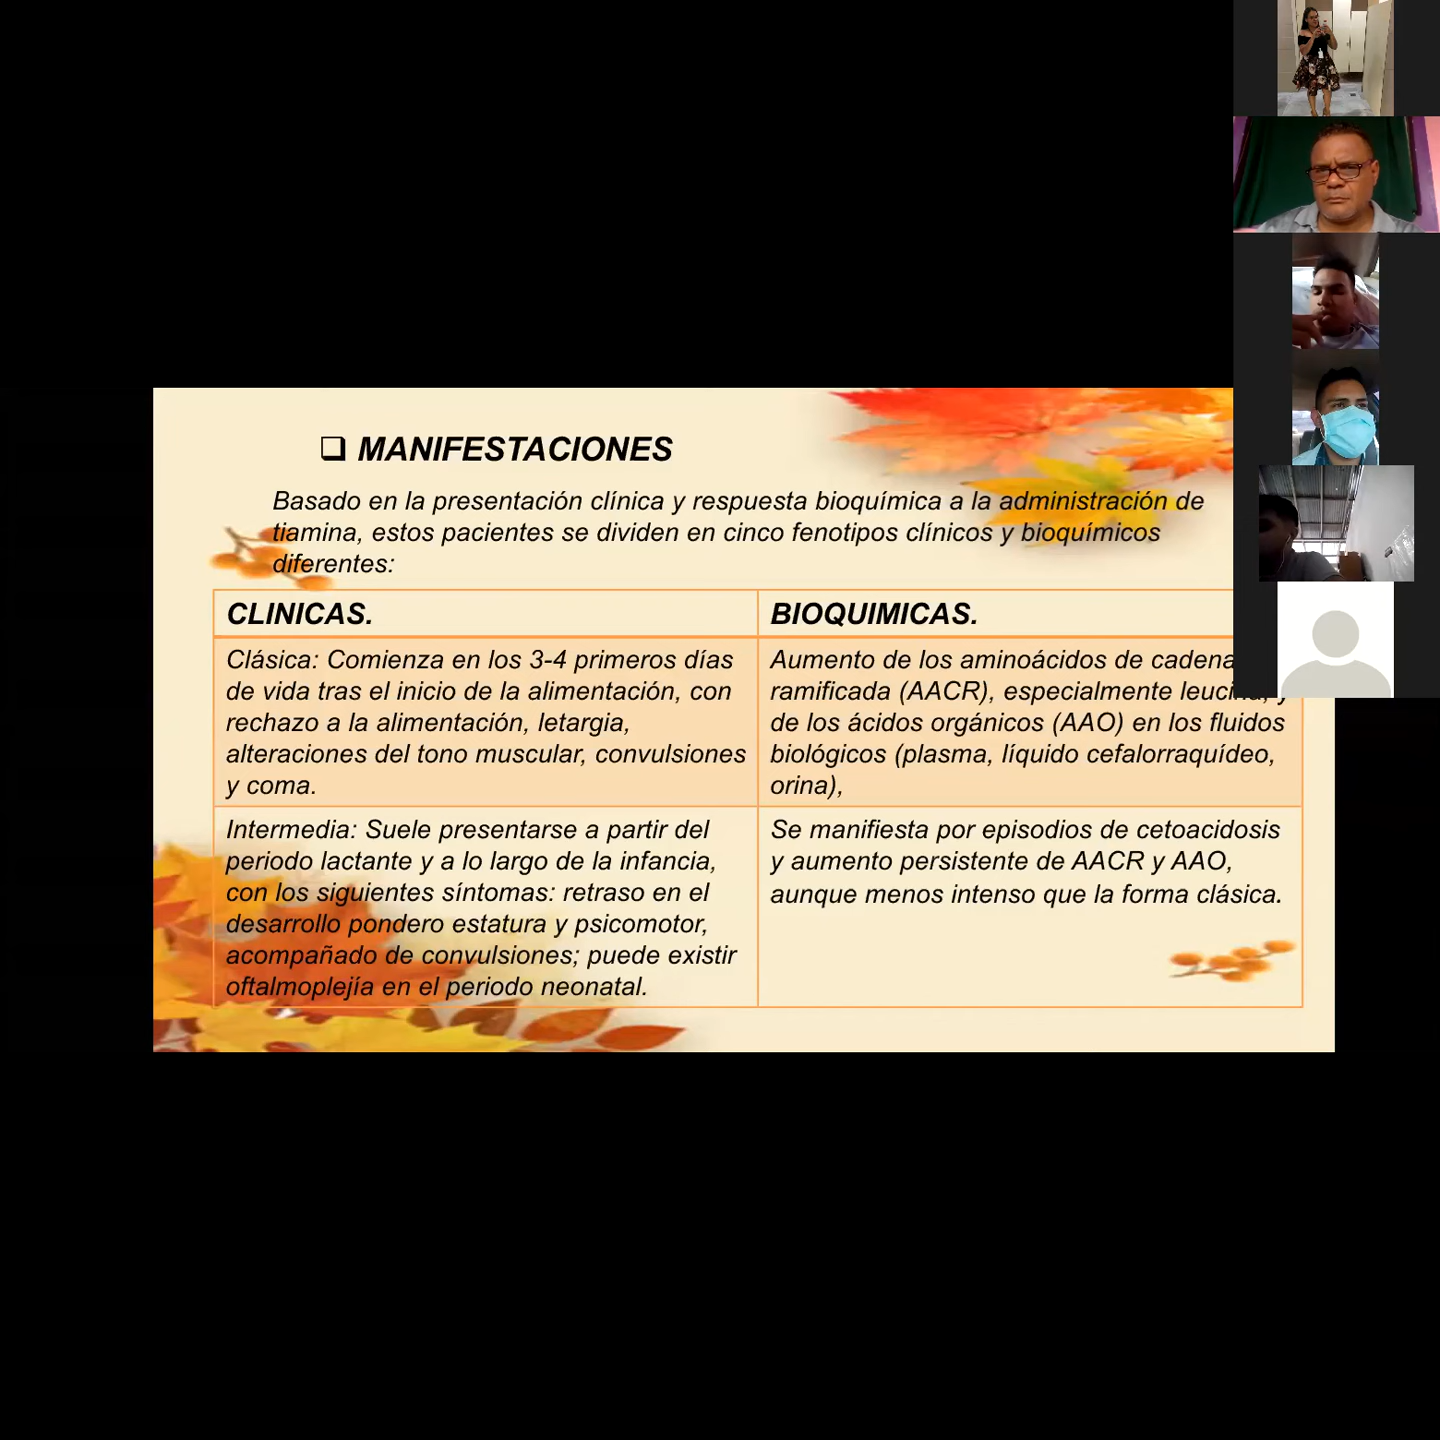 ❑ MANIFESTACIONES
Basado en la presentación clínica y respuesta bioquímica a la administración de
tiamina, estos pacientes se dividen en cinco fenotipos clínicos y bioquímicos
diferentes:
CLINICAS.
BIOQUIMICAS.
Clásica: Comienza en los 3-4 primeros días
de vida tras el inicio de la alimentación, con
rechazo a la alimentación, letargia,
alteraciones del tono muscular, convulsiones
y coma.
Aumento de los aminoácidos de cadena
ramificada (AACR), especialmente leucina, y
de los ácidos orgánicos (AAO) en los fluidos
biológicos (plasma, líquido cefalorraquídeo,
orina),
Intermedia: Suele presentarse a partir del
periodo lactante y a lo largo de la infancia,
con los siguientes síntomas: retraso en el
desarrollo pondero estatura y psicomotor,
acompañado de convulsiones; puede existir
oftalmoplejía en el periodo neonatal.
Se manifiesta por episodios de cetoacidosis
y aumento persistente de AACR y AAO,
aunque menos intenso que la forma clásica.